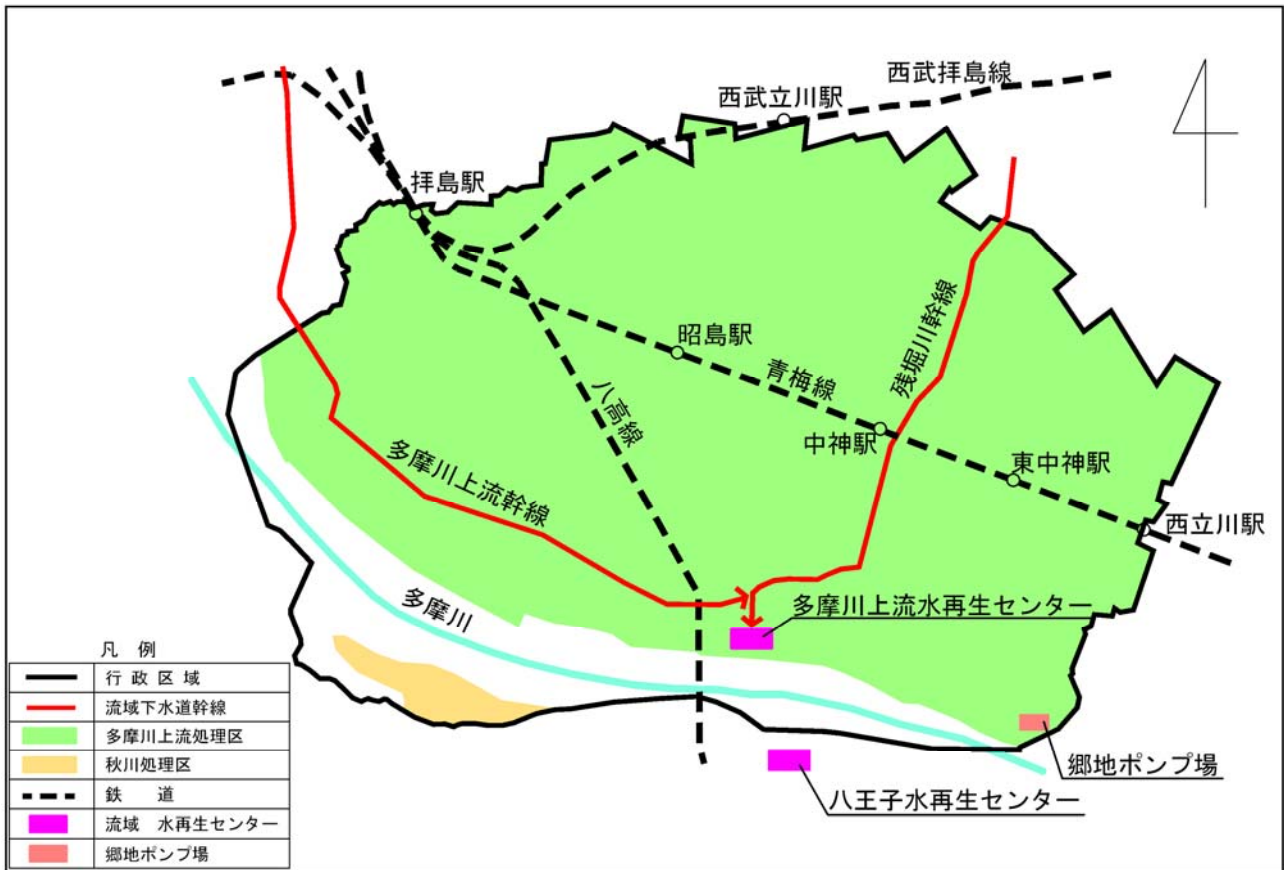 西武拝島線
西武立川駅
拝島駅
残堀川幹線
昭島駅
青梅線
八高線
中神駅
東中神駅
多摩川上流幹線
西立川駅
多摩川
多摩川上流水再生センター
郷地ポンプ場
八王子水再生センター
凡 例
行 政 区 域
流域下水道幹線
多摩川上流処理区
秋川処理区
鉄 道
流域 水再生センター
郷地ポンプ場